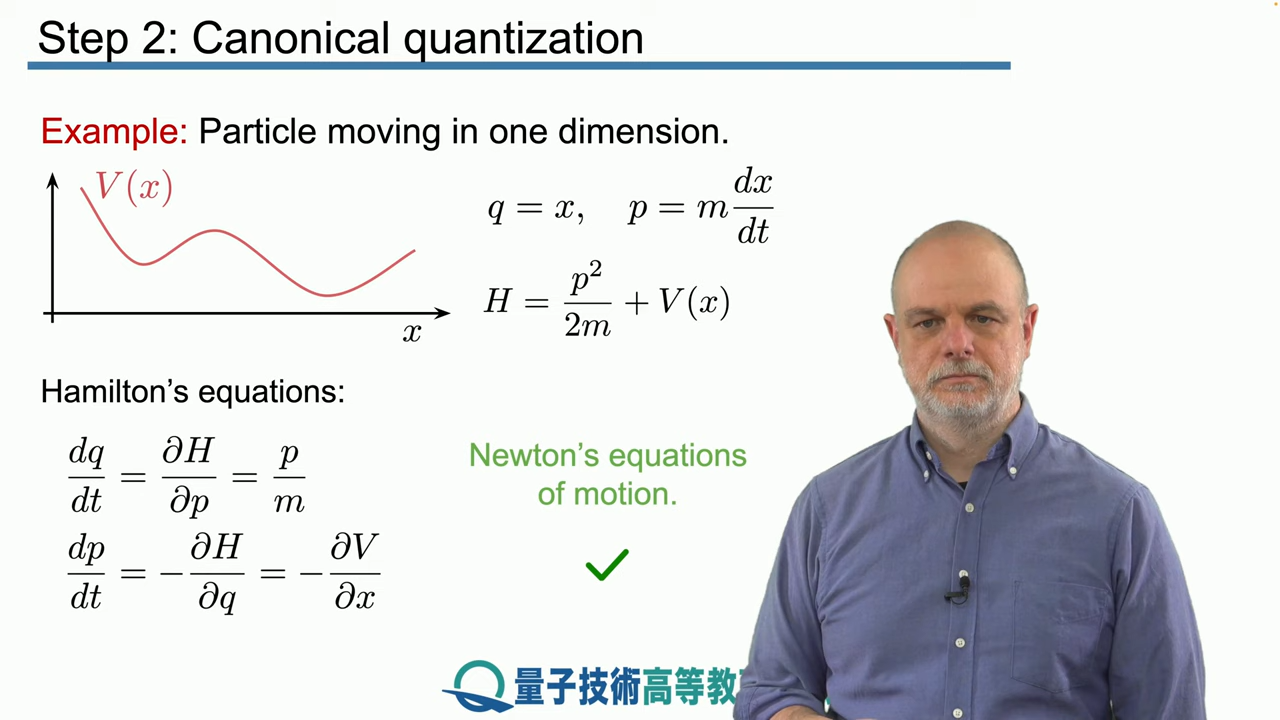 Step 2: Canonical quantization
Example: Particle moving in one dimension.
V(x)
x
q = x, p = m dx/dt
H = p²/2m + V(x)
Hamilton's equations:
dq/dt = ∂H/∂p = p/m
dp/dt = −∂H/∂q = −∂V/∂x
Newton's equations
of motion.
量子技術高等教